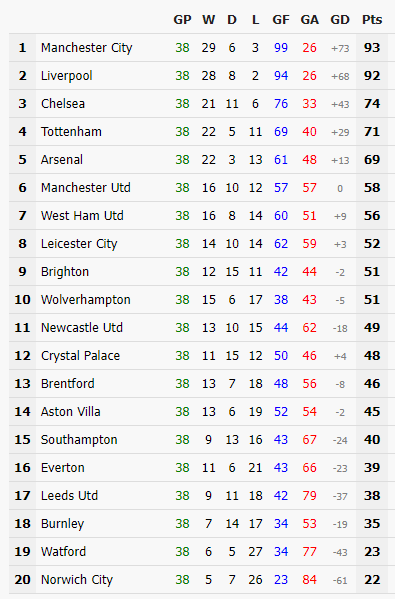 GP W D L GF GA GD Pts
1 Manchester City 38 29 6 3 99 26 +73 93
2 Liverpool 38 28 8 2 94 26 +68 92
3 Chelsea 38 21 11 6 76 33 +43 74
4 Tottenham 38 22 5 11 69 40 +29 71
5 Arsenal 38 22 3 13 61 48 +13 69
6 Manchester Utd 38 16 10 12 57 57 0 58
7 West Ham Utd 38 16 8 14 60 51 +9 56
8 Leicester City 38 14 10 14 62 59 +3 52
9 Brighton 38 12 15 11 42 44 -2 51
10 Wolverhampton 38 15 6 17 38 43 -5 51
11 Newcastle Utd 38 13 10 15 44 62 -18 49
12 Crystal Palace 38 11 15 12 50 46 +4 48
13 Brentford 38 13 7 18 48 56 -8 46
14 Aston Villa 38 13 6 19 52 54 -2 45
15 Southampton 38 9 13 16 43 67 -24 40
16 Everton 38 11 6 21 43 66 -23 39
17 Leeds Utd 38 9 11 18 42 79 -37 38
18 Burnley 38 7 14 17 34 53 -19 35
19 Watford 38 6 5 27 34 77 -43 23
20 Norwich City 38 5 7 26 23 84 -61 22